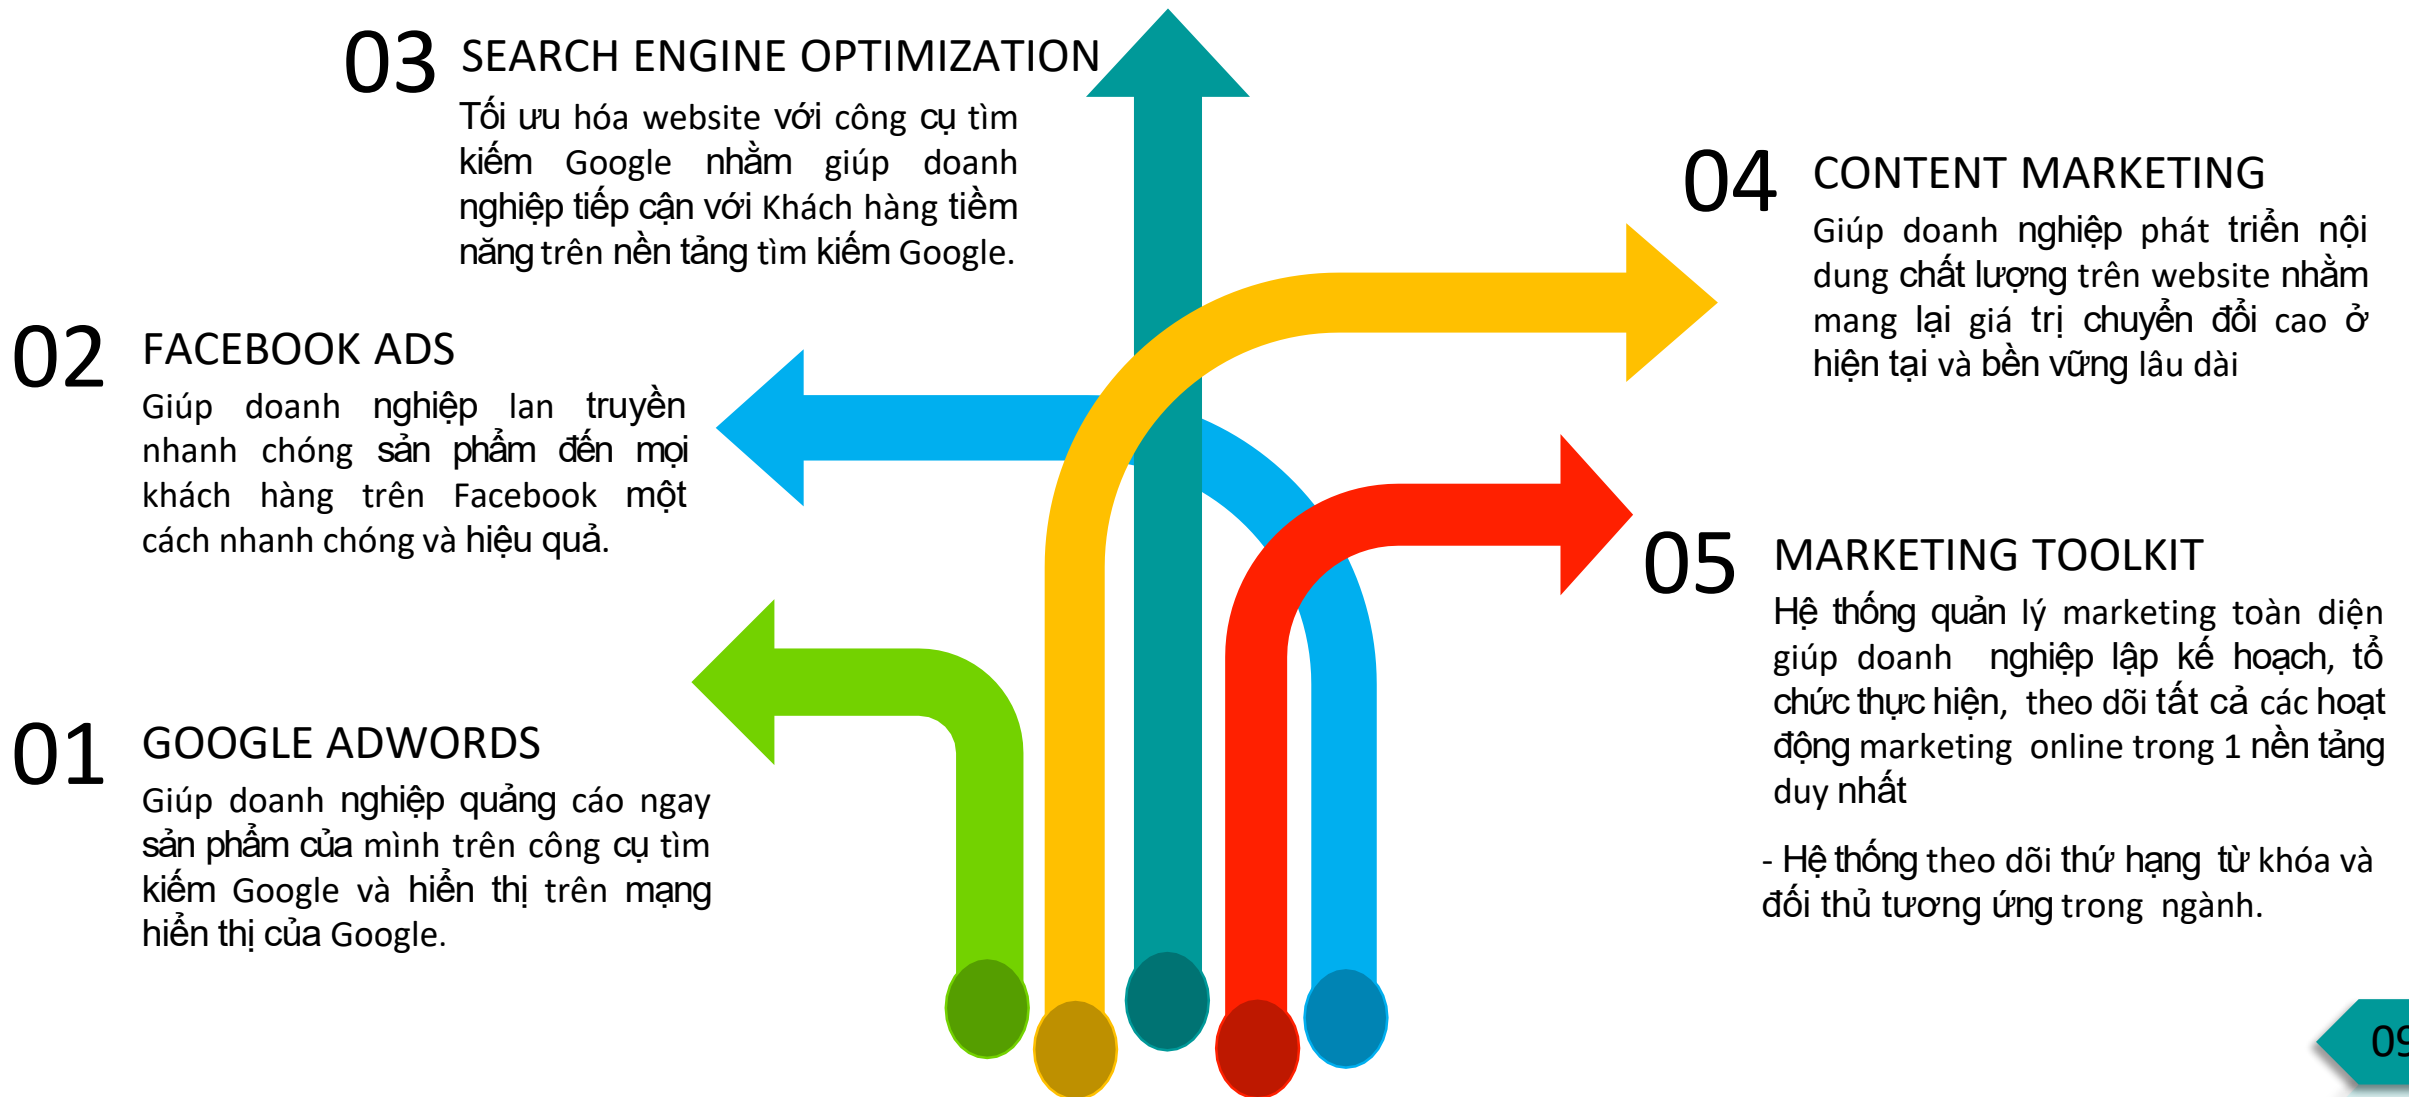 03
SEARCH ENGINE OPTIMIZATION
Tối ưu hóa website với công cụ tìm
kiếm Google nhằm giúp doanh
nghiệp tiếp cận với Khách hàng tiềm
năng trên nền tảng tìm kiếm Google.
04
CONTENT MARKETING
Giúp doanh nghiệp phát triển nội
dung chất lượng trên website nhằm
mang lại giá trị chuyển đổi cao ở
hiện tại và bền vững lâu dài
02
FACEBOOK ADS
Giúp doanh nghiệp lan truyền
nhanh chóng sản phẩm đến mọi
khách hàng trên Facebook một
cách nhanh chóng và hiệu quả.
05
MARKETING TOOLKIT
Hệ thống quản lý marketing toàn diện
giúp doanh nghiệp lập kế hoạch, tổ
chức thực hiện, theo dõi tất cả các hoạt
động marketing online trong 1 nền tảng
duy nhất
- Hệ thống theo dõi thứ hạng từ khóa và
đối thủ tương ứng trong ngành.
01
GOOGLE ADWORDS
Giúp doanh nghiệp quảng cáo ngay
sản phẩm của mình trên công cụ tìm
kiếm Google và hiển thị trên mạng
hiển thị của Google.
09